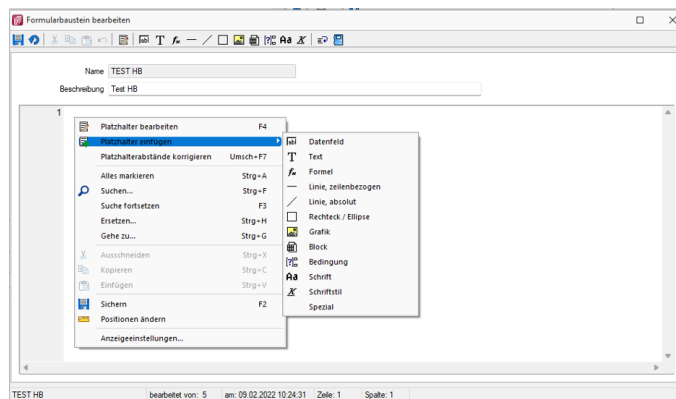 Formularbaustein bearbeiten
Name TEST HB
Beschreibung Test HB
1
Platzhalter bearbeiten F4
Platzhalter einfügen
Platzhalterabstände korrigieren Umsch+F7
Alles markieren Strg+A
Suchen... Strg+F
Suche fortsetzen F3
Ersetzen... Strg+H
Gehe zu... Strg+G
Ausschneiden Strg+X
Kopieren Strg+C
Einfügen Strg+V
Sichern F2
Positionen ändern
Anzeigeeinstellungen...
Datenfeld
Text
Formel
Linie, zeilenbezogen
Linie, absolut
Rechteck / Ellipse
Grafik
Block
Bedingung
Schrift
Schriftstil
Spezial
TEST HB bearbeitet von: 5 am: 09.02.2022 10:24:31 Zeile: 1 Spalte: 1